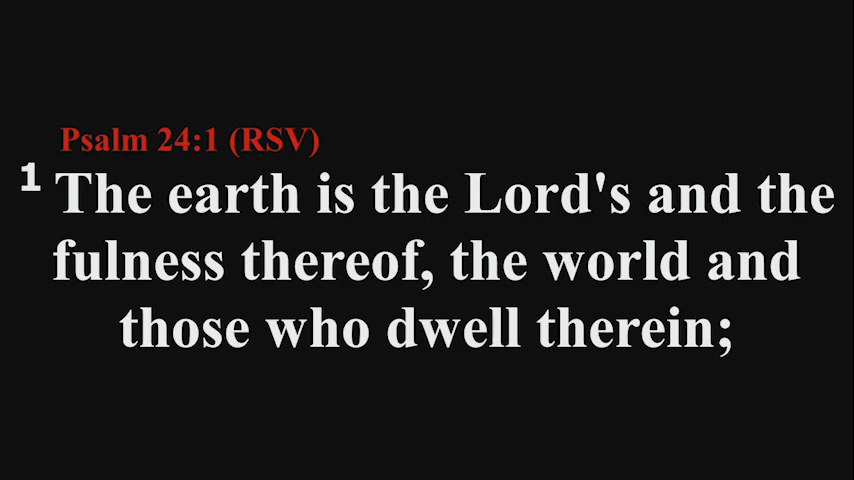 Psalm 24:1 (RSV)
1 The earth is the Lord's and the
fulness thereof, the world and
those who dwell therein;